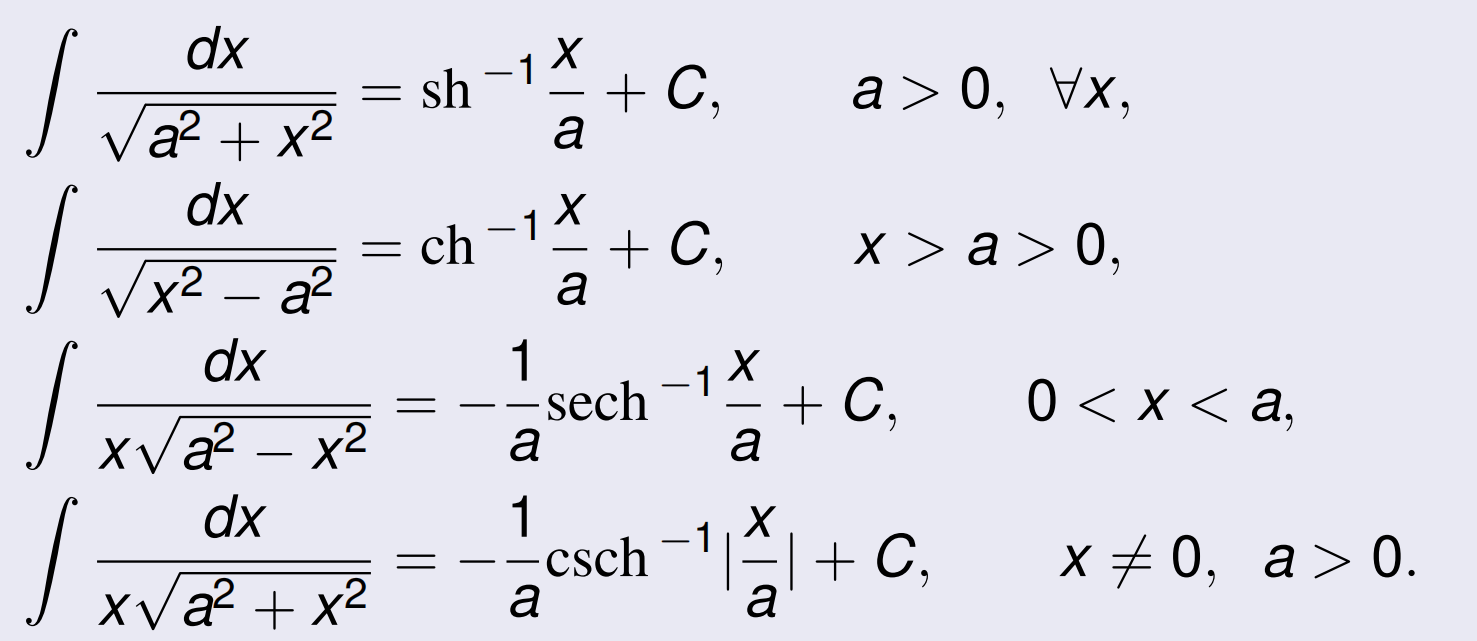 ∫ dx/√(a² + x²) = sh⁻¹ x/a + C, a > 0, ∀x,
∫ dx/√(x² − a²) = ch⁻¹ x/a + C, x > a > 0,
∫ dx/(x√(a² − x²)) = −1/a sech⁻¹ x/a + C, 0 < x < a,
∫ dx/(x√(a² + x²)) = −1/a csch⁻¹ |x/a| + C, x ≠ 0, a > 0.